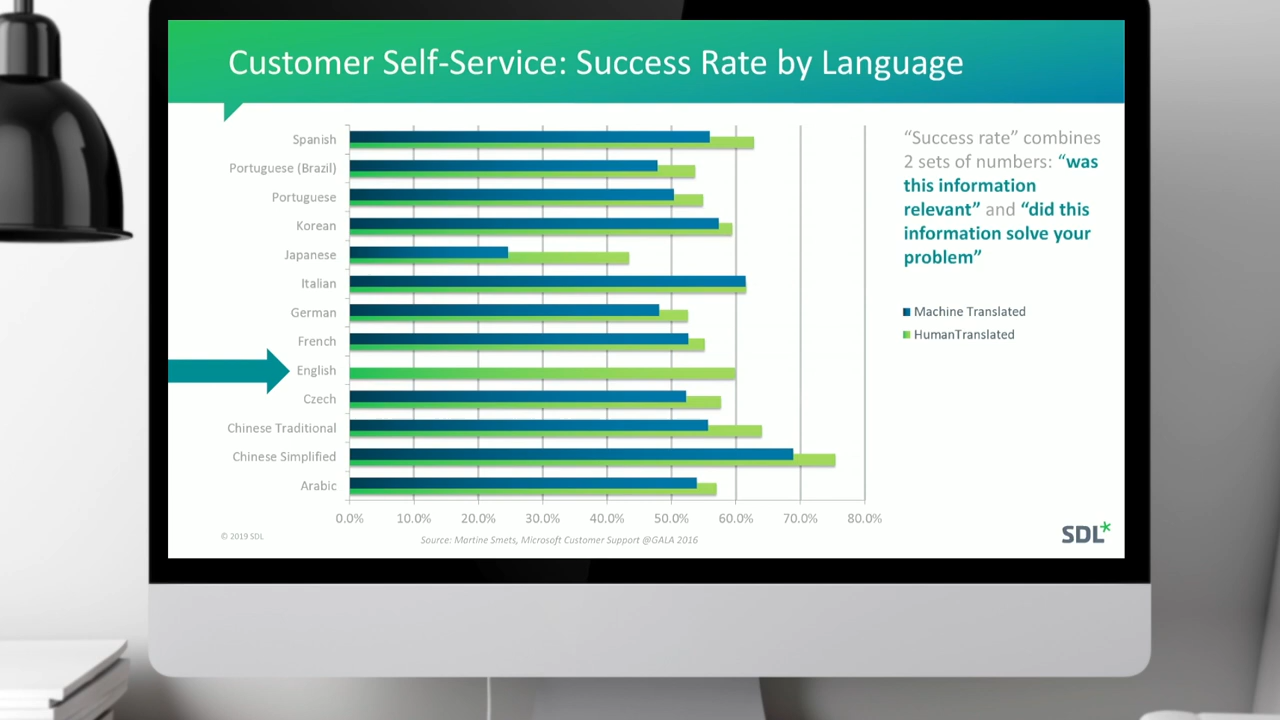 Customer Self-Service: Success Rate by Language
Spanish
Portuguese (Brazil)
Portuguese
Korean
Japanese
Italian
German
French
English
Czech
Chinese Traditional
Chinese Simplified
Arabic
0.0% 10.0% 20.0% 30.0% 40.0% 50.0% 60.0% 70.0% 80.0%
“Success rate” combines
2 sets of numbers: “was
this information
relevant” and “did this
information solve your
problem”
Machine Translated
HumanTranslated
© 2019 SDL
Source: Martine Smets, Microsoft Customer Support @GALA 2016
SDL*